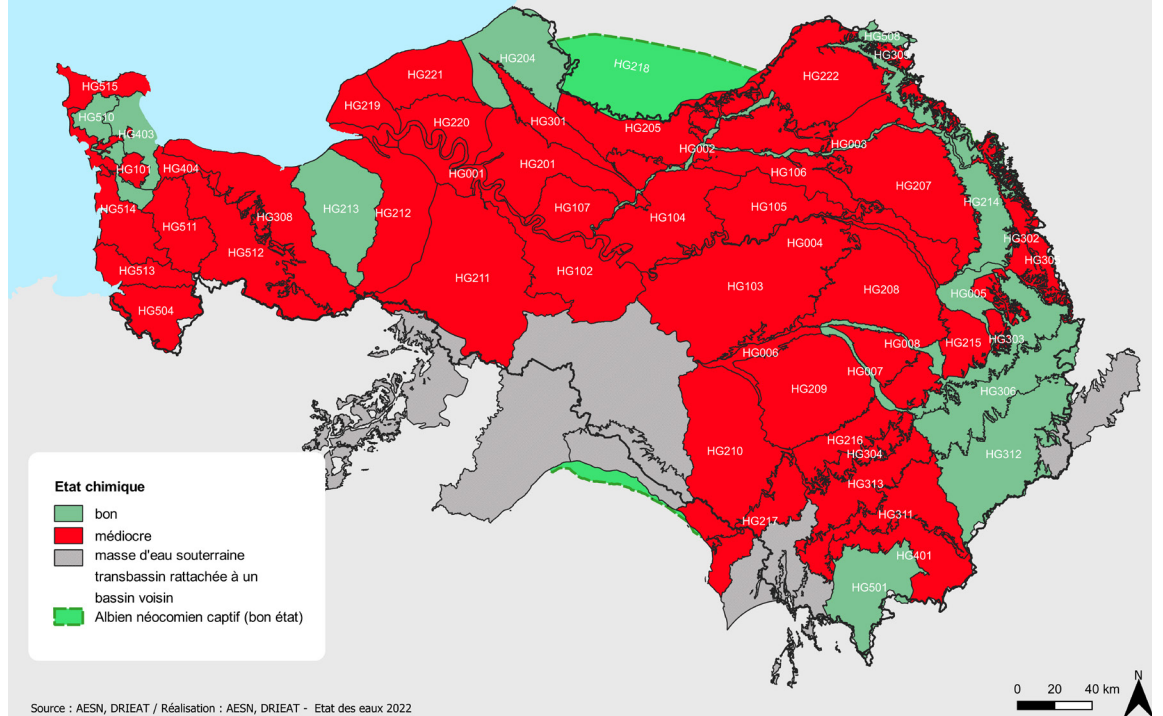 HG508
HG309
HG204
HG218
HG221
HG222
HG515
HG219
HG510
HG220
HG301
HG205
HG403
HG002
HG003
HG404
HG101
HG201
HG106
HG001
HG207
HG107
HG105
HG214
HG514
HG213
HG212
HG104
HG308
HG511
HG302
HG004
HG512
HG102
HG513
HG211
HG103
HG208
HG005
HG504
HG303
HG008
HG215
HG006
HG007
HG209
HG306
HG216
HG210
HG304
HG312
HG313
HG311
HG217
HG401
HG501
Etat chimique
bon
médiocre
masse d'eau souterraine
transbassin rattachée à un
bassin voisin
Albien néocomien captif (bon état)
N
0 20 40 km
Source : AESN, DRIEAT / Réalisation : AESN, DRIEAT - Etat des eaux 2022